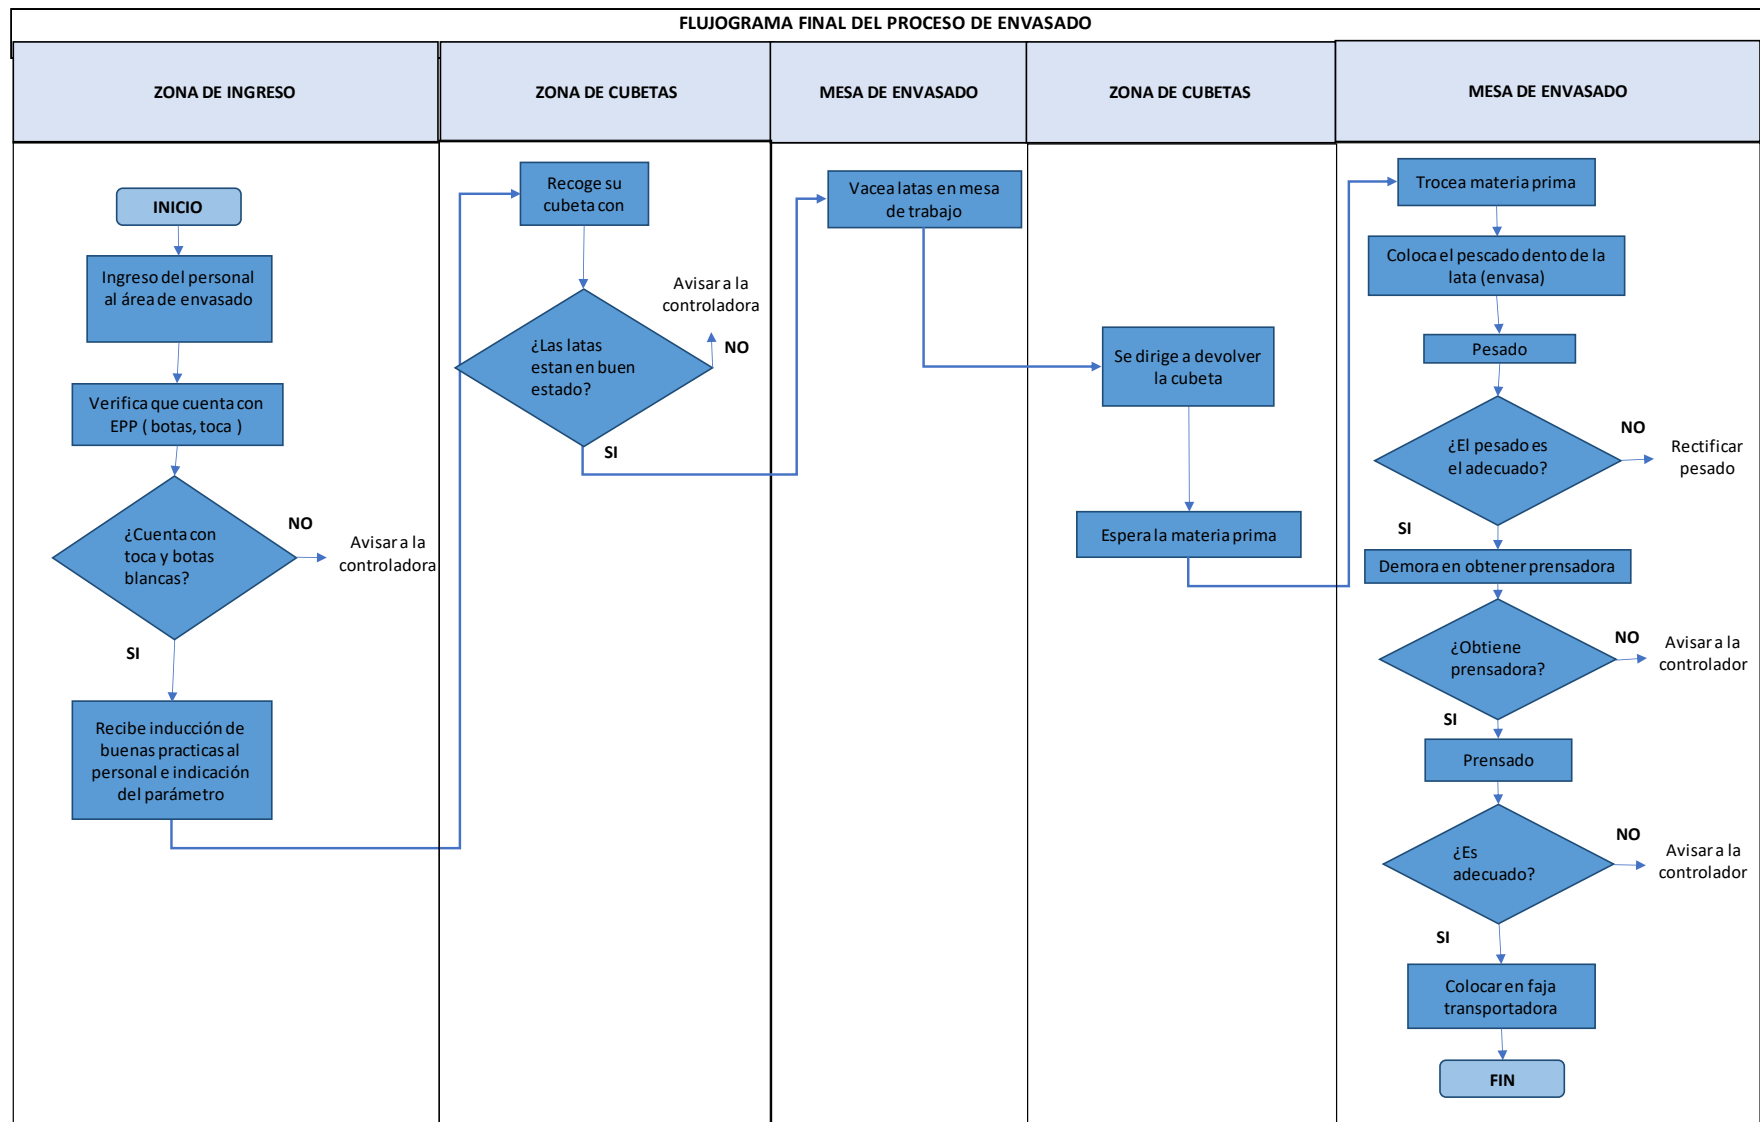 FLUJOGRAMA FINAL DEL PROCESO DE ENVASADO
ZONA DE INGRESO
ZONA DE CUBETAS
MESA DE ENVASADO
ZONA DE CUBETAS
MESA DE ENVASADO
INICIO
Ingreso del personal
al área de envasado
Verifica que cuenta con
EPP ( botas, toca )
¿Cuenta con
toca y botas
blancas?
NO
Avisar a la
controladora
SI
Recibe inducción de
buenas practicas al
personal e indicación
del parámetro
Recoge su
cubeta con
¿Las latas
estan en buen
estado?
Avisar a la
controladora
NO
SI
Vacea latas en mesa
de trabajo
Se dirige a devolver
la cubeta
Espera la materia prima
Trocea materia prima
Coloca el pescado dento de la
lata (envasa)
Pesado
¿El pesado es
el adecuado?
NO
Rectificar
pesado
SI
Demora en obtener prensadora
¿Obtiene
prensadora?
NO
Avisar a la
controlador
SI
Prensado
¿Es
adecuado?
NO
Avisar a la
controlador
SI
Colocar en faja
transportadora
FIN